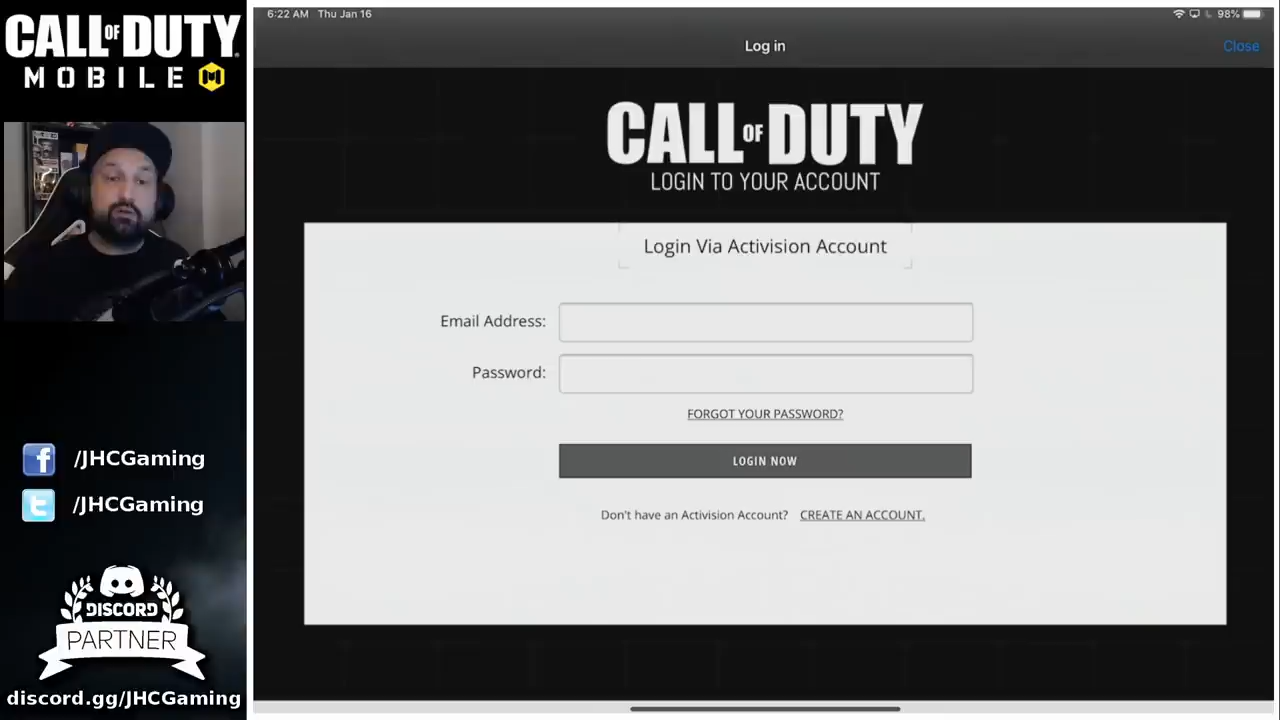 CALL OF DUTY
MOBILE
/JHCGaming
/JHCGaming
DISCORD
PARTNER
discord.gg/JHCGaming
6:22 AM Thu Jan 16
98%
Log in
Close
CALL OF DUTY
LOGIN TO YOUR ACCOUNT
Login Via Activision Account
Email Address:
Password:
FORGOT YOUR PASSWORD?
LOGIN NOW
Don't have an Activision Account? CREATE AN ACCOUNT.